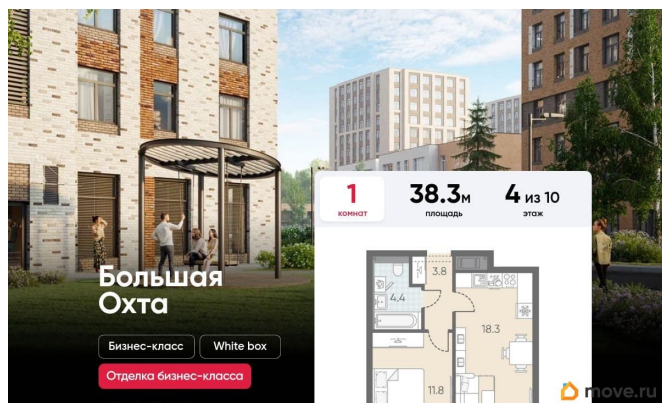 1
комнат
38.3м
площадь
4 из 10
этаж
3.8
4.4
18.3
11.8
Большая
Охта
Бизнес-класс
White box
Отделка бизнес-класса
move.ru